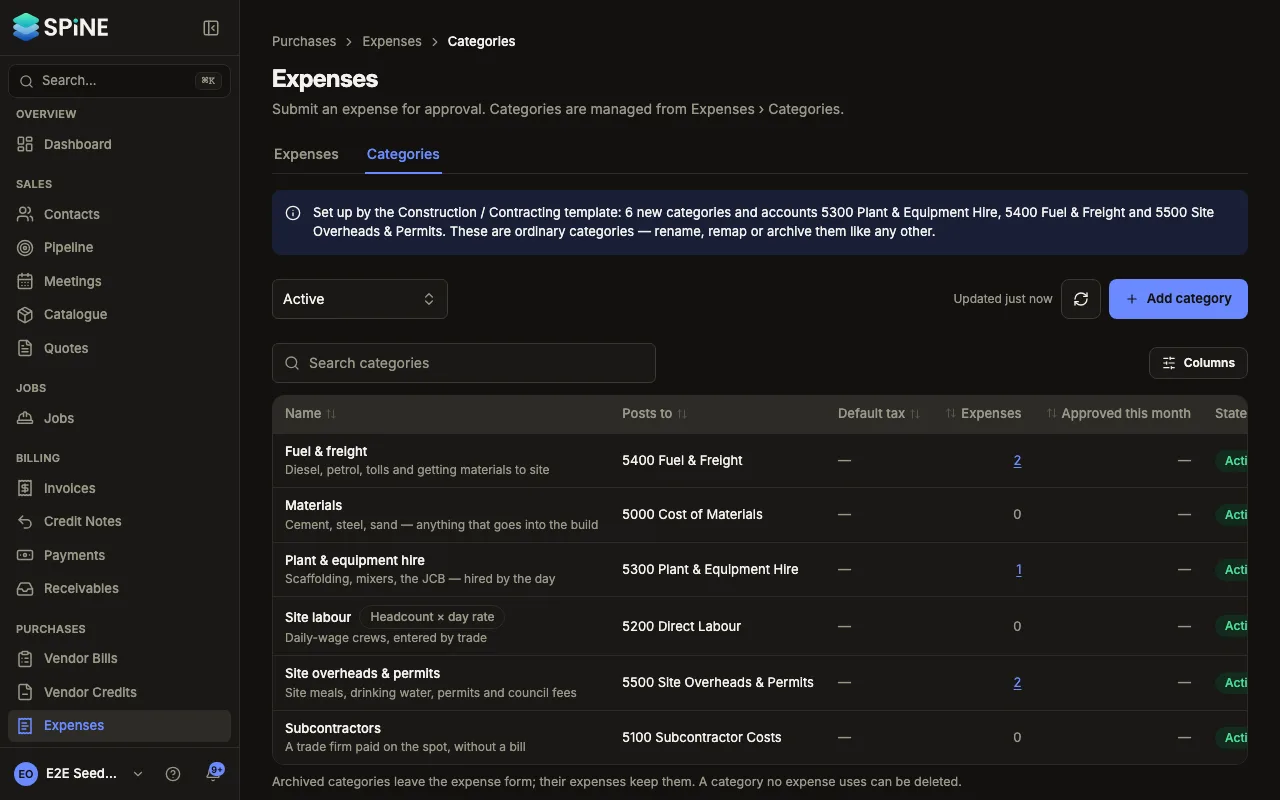 SPiNE
Search...
⌘K
OVERVIEW
Dashboard
SALES
Contacts
Pipeline
Meetings
Catalogue
Quotes
JOBS
Jobs
BILLING
Invoices
Credit Notes
Payments
Receivables
PURCHASES
Vendor Bills
Vendor Credits
Expenses
EO
E2E Seed...
9+
Purchases > Expenses > Categories
Expenses
Submit an expense for approval. Categories are managed from Expenses › Categories.
Expenses
Categories
Set up by the Construction / Contracting template: 6 new categories and accounts 5300 Plant & Equipment Hire, 5400 Fuel & Freight and 5500 Site
Overheads & Permits. These are ordinary categories — rename, remap or archive them like any other.
Active
Updated just now
+ Add category
Search categories
Columns
Name Posts to Default tax Expenses Approved this month State
Fuel & freight
Diesel, petrol, tolls and getting materials to site
5400 Fuel & Freight — 2 — Acti
Materials
Cement, steel, sand — anything that goes into the build
5000 Cost of Materials — 0 — Acti
Plant & equipment hire
Scaffolding, mixers, the JCB — hired by the day
5300 Plant & Equipment Hire — 1 — Acti
Site labour Headcount × day rate
Daily-wage crews, entered by trade
5200 Direct Labour — 0 — Acti
Site overheads & permits
Site meals, drinking water, permits and council fees
5500 Site Overheads & Permits — 2 — Acti
Subcontractors
A trade firm paid on the spot, without a bill
5100 Subcontractor Costs — 0 — Acti
Archived categories leave the expense form; their expenses keep them. A category no expense uses can be deleted.